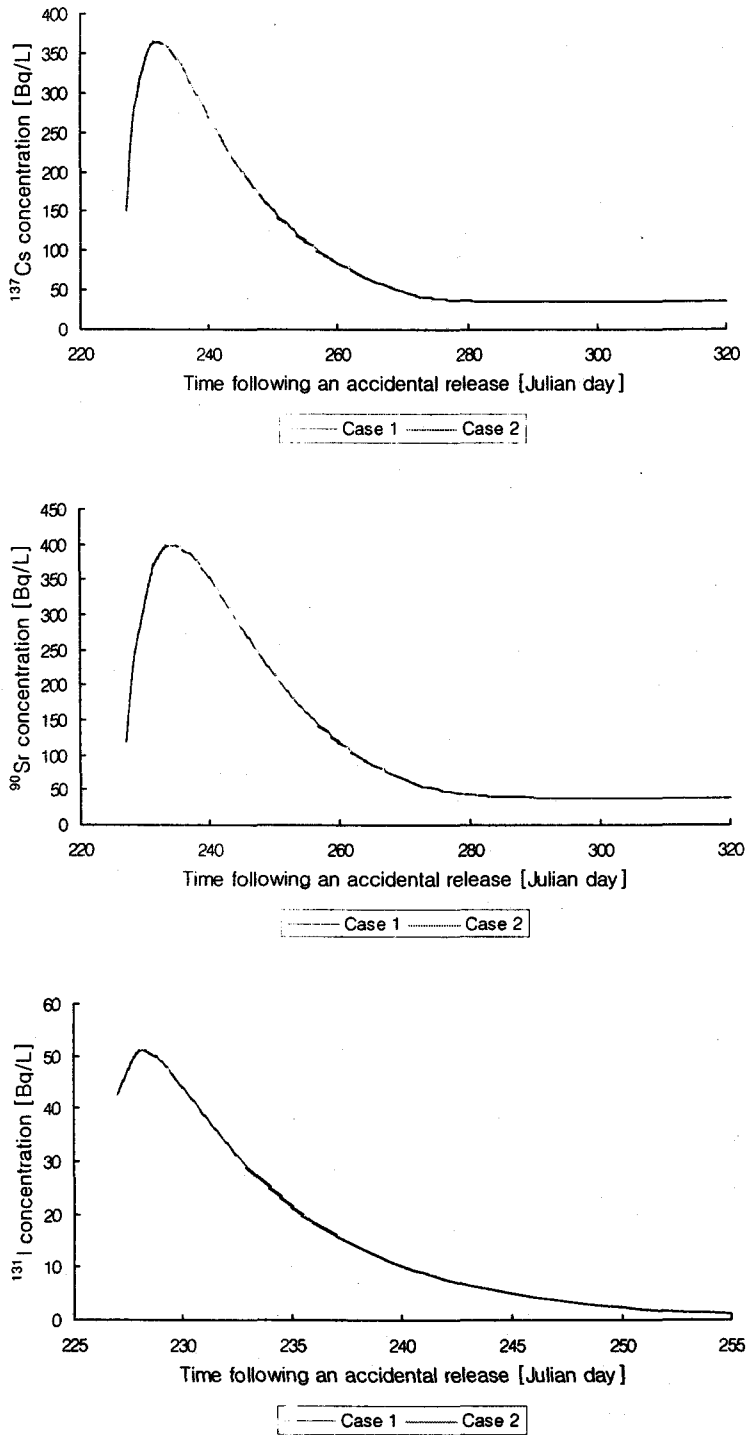 400
350
300
250
200
150
100
50
0
¹³⁷Cs concentration [Bq/L]
220 240 260 280 300 320
Time following an accidental release [Julian day]
Case 1 Case 2
450
400
350
300
250
200
150
100
50
0
⁹⁰Sr concentration [Bq/L]
220 240 260 280 300 320
Time following an accidental release [Julian day]
Case 1 Case 2
60
50
40
30
20
10
0
¹³¹I concentration [Bq/L]
225 230 235 240 245 250 255
Time following an accidental release [Julian day]
Case 1 Case 2